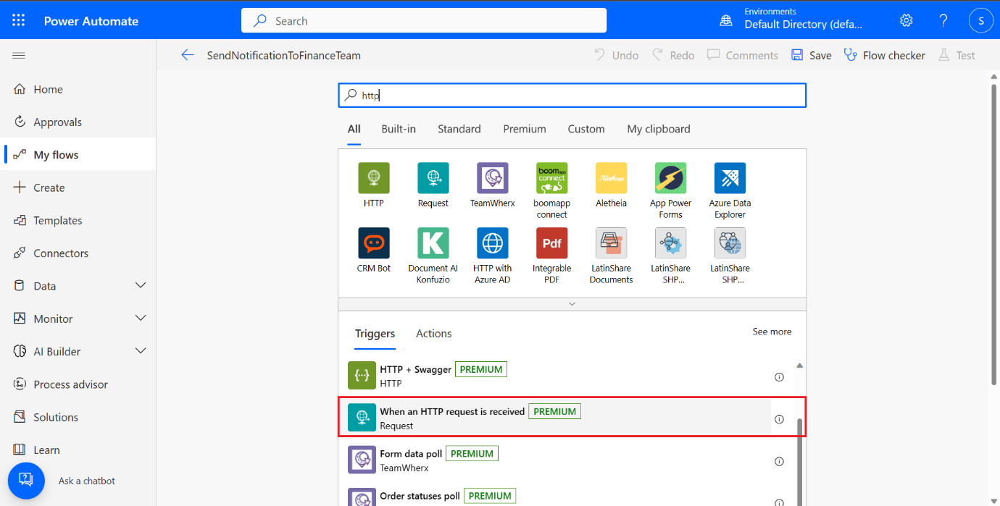 Power Automate
Search
Environments
Default Directory (defa...
?
S
SendNotificationToFinanceTeam
Undo
Redo
Comments
Save
Flow checker
Test
Home
Approvals
My flows
Create
Templates
Connectors
Data
Monitor
AI Builder
Process advisor
Solutions
Learn
Ask a chatbot
http
All
Built-in
Standard
Premium
Custom
My clipboard
HTTP
Request
TeamWherx
boomapp
connect
boomapp
connect
Aletheia
Aletheia
App Power
Forms
Azure Data
Explorer
CRM Bot
K
Document AI
Konfuzio
HTTP with
Azure AD
Pdf
Integrable
PDF
LatinShare
Documents
LatinShare
SHP...
LatinShare
SHP...
Triggers
Actions
See more
HTTP + Swagger PREMIUM
HTTP
When an HTTP request is received PREMIUM
Request
Form data poll PREMIUM
TeamWherx
Order statuses poll PREMIUM